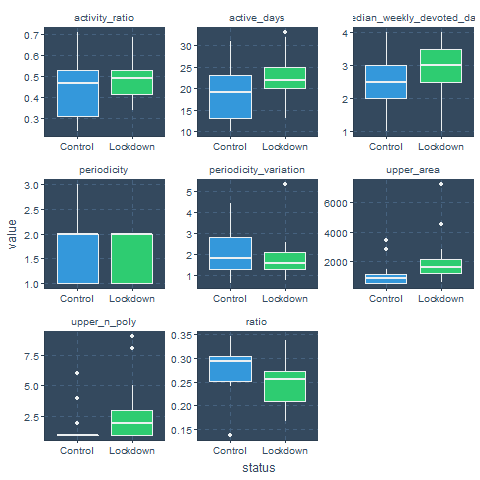 activity_ratio
active_days
edian_weekly_devoted_da
0.7
0.6
0.5
0.4
0.3
Control
Lockdown
30
25
20
15
10
Control
Lockdown
4
3
2
1
Control
Lockdown
periodicity
periodicity_variation
upper_area
3.0
2.5
2.0
1.5
1.0
Control
Lockdown
5
4
3
2
1
Control
Lockdown
6000
4000
2000
Control
Lockdown
value
upper_n_poly
ratio
7.5
5.0
2.5
Control
Lockdown
0.35
0.30
0.25
0.20
0.15
Control
Lockdown
status